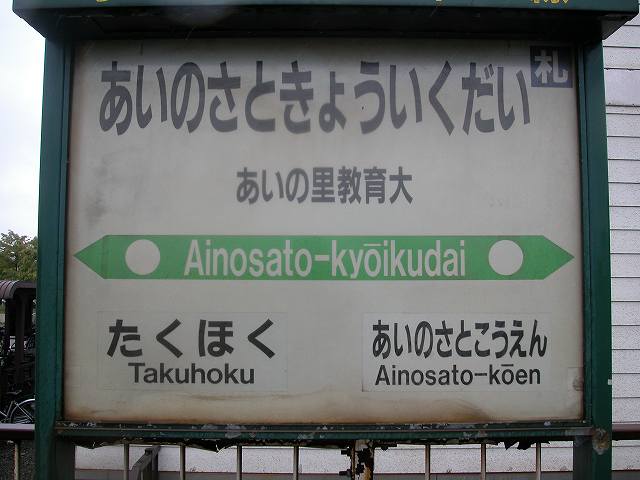 あいのさときょういくだい 札
あいの里教育大
Ainosato-kyōikudai
たくほく
Takuhoku
あいのさとこうえん
Ainosato-kōen